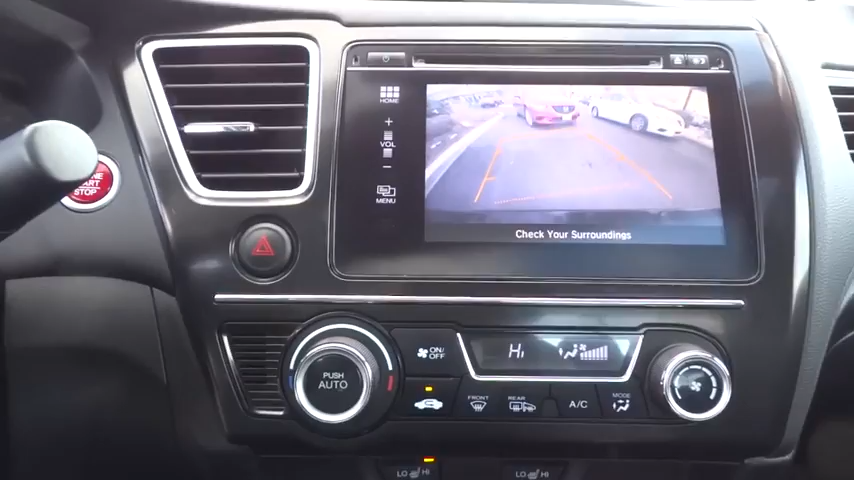 HOME
+
VOL
−
MENU
ENGINE
START
STOP
Check Your Surroundings
PUSH
AUTO
ON/
OFF
HI
FRONT
REAR
A/C
MODE
LO HI
LO HI